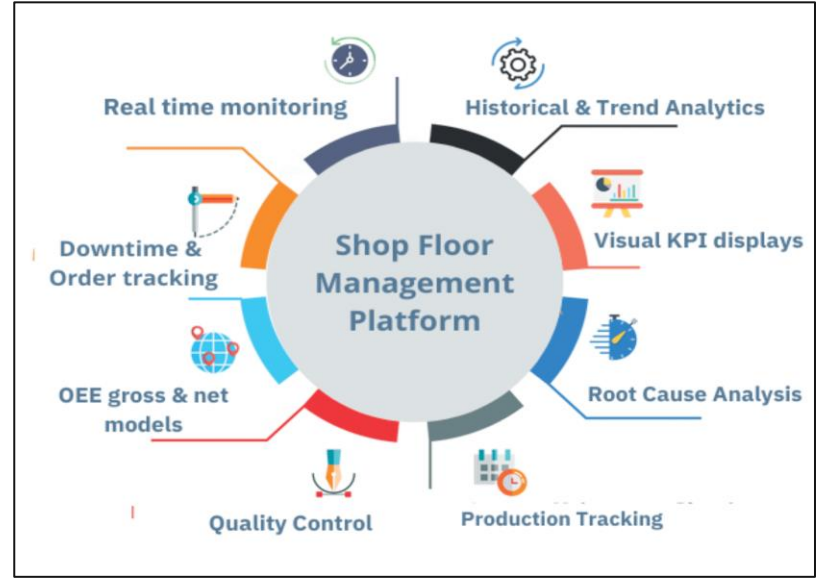 Real time monitoring
Historical & Trend Analytics
Downtime &
Order tracking
Visual KPI displays
Shop Floor
Management
Platform
OEE gross & net
models
Root Cause Analysis
Quality Control
Production Tracking